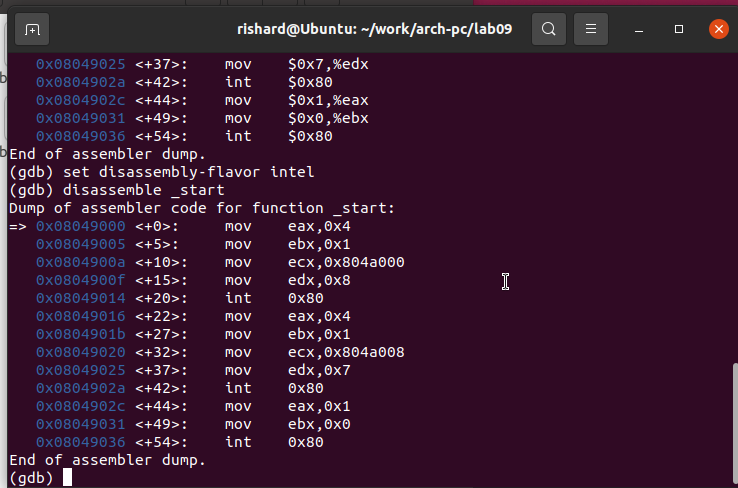 rishard@Ubuntu: ~/work/arch-pc/lab09
0x08049025 <+37>: mov $0x7,%edx
0x0804902a <+42>: int $0x80
0x0804902c <+44>: mov $0x1,%eax
0x08049031 <+49>: mov $0x0,%ebx
0x08049036 <+54>: int $0x80
End of assembler dump.
(gdb) set disassembly-flavor intel
(gdb) disassemble _start
Dump of assembler code for function _start:
=> 0x08049000 <+0>: mov eax,0x4
0x08049005 <+5>: mov ebx,0x1
0x0804900a <+10>: mov ecx,0x804a000
0x0804900f <+15>: mov edx,0x8
0x08049014 <+20>: int 0x80
0x08049016 <+22>: mov eax,0x4
0x0804901b <+27>: mov ebx,0x1
0x08049020 <+32>: mov ecx,0x804a008
0x08049025 <+37>: mov edx,0x7
0x0804902a <+42>: int 0x80
0x0804902c <+44>: mov eax,0x1
0x08049031 <+49>: mov ebx,0x0
0x08049036 <+54>: int 0x80
End of assembler dump.
(gdb)